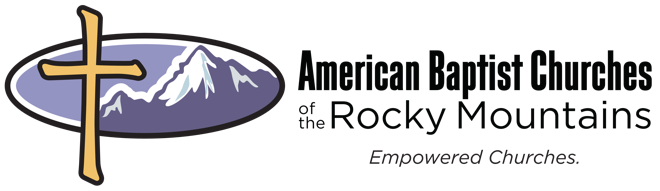 American Baptist Churches
of the Rocky Mountains
Empowered Churches.